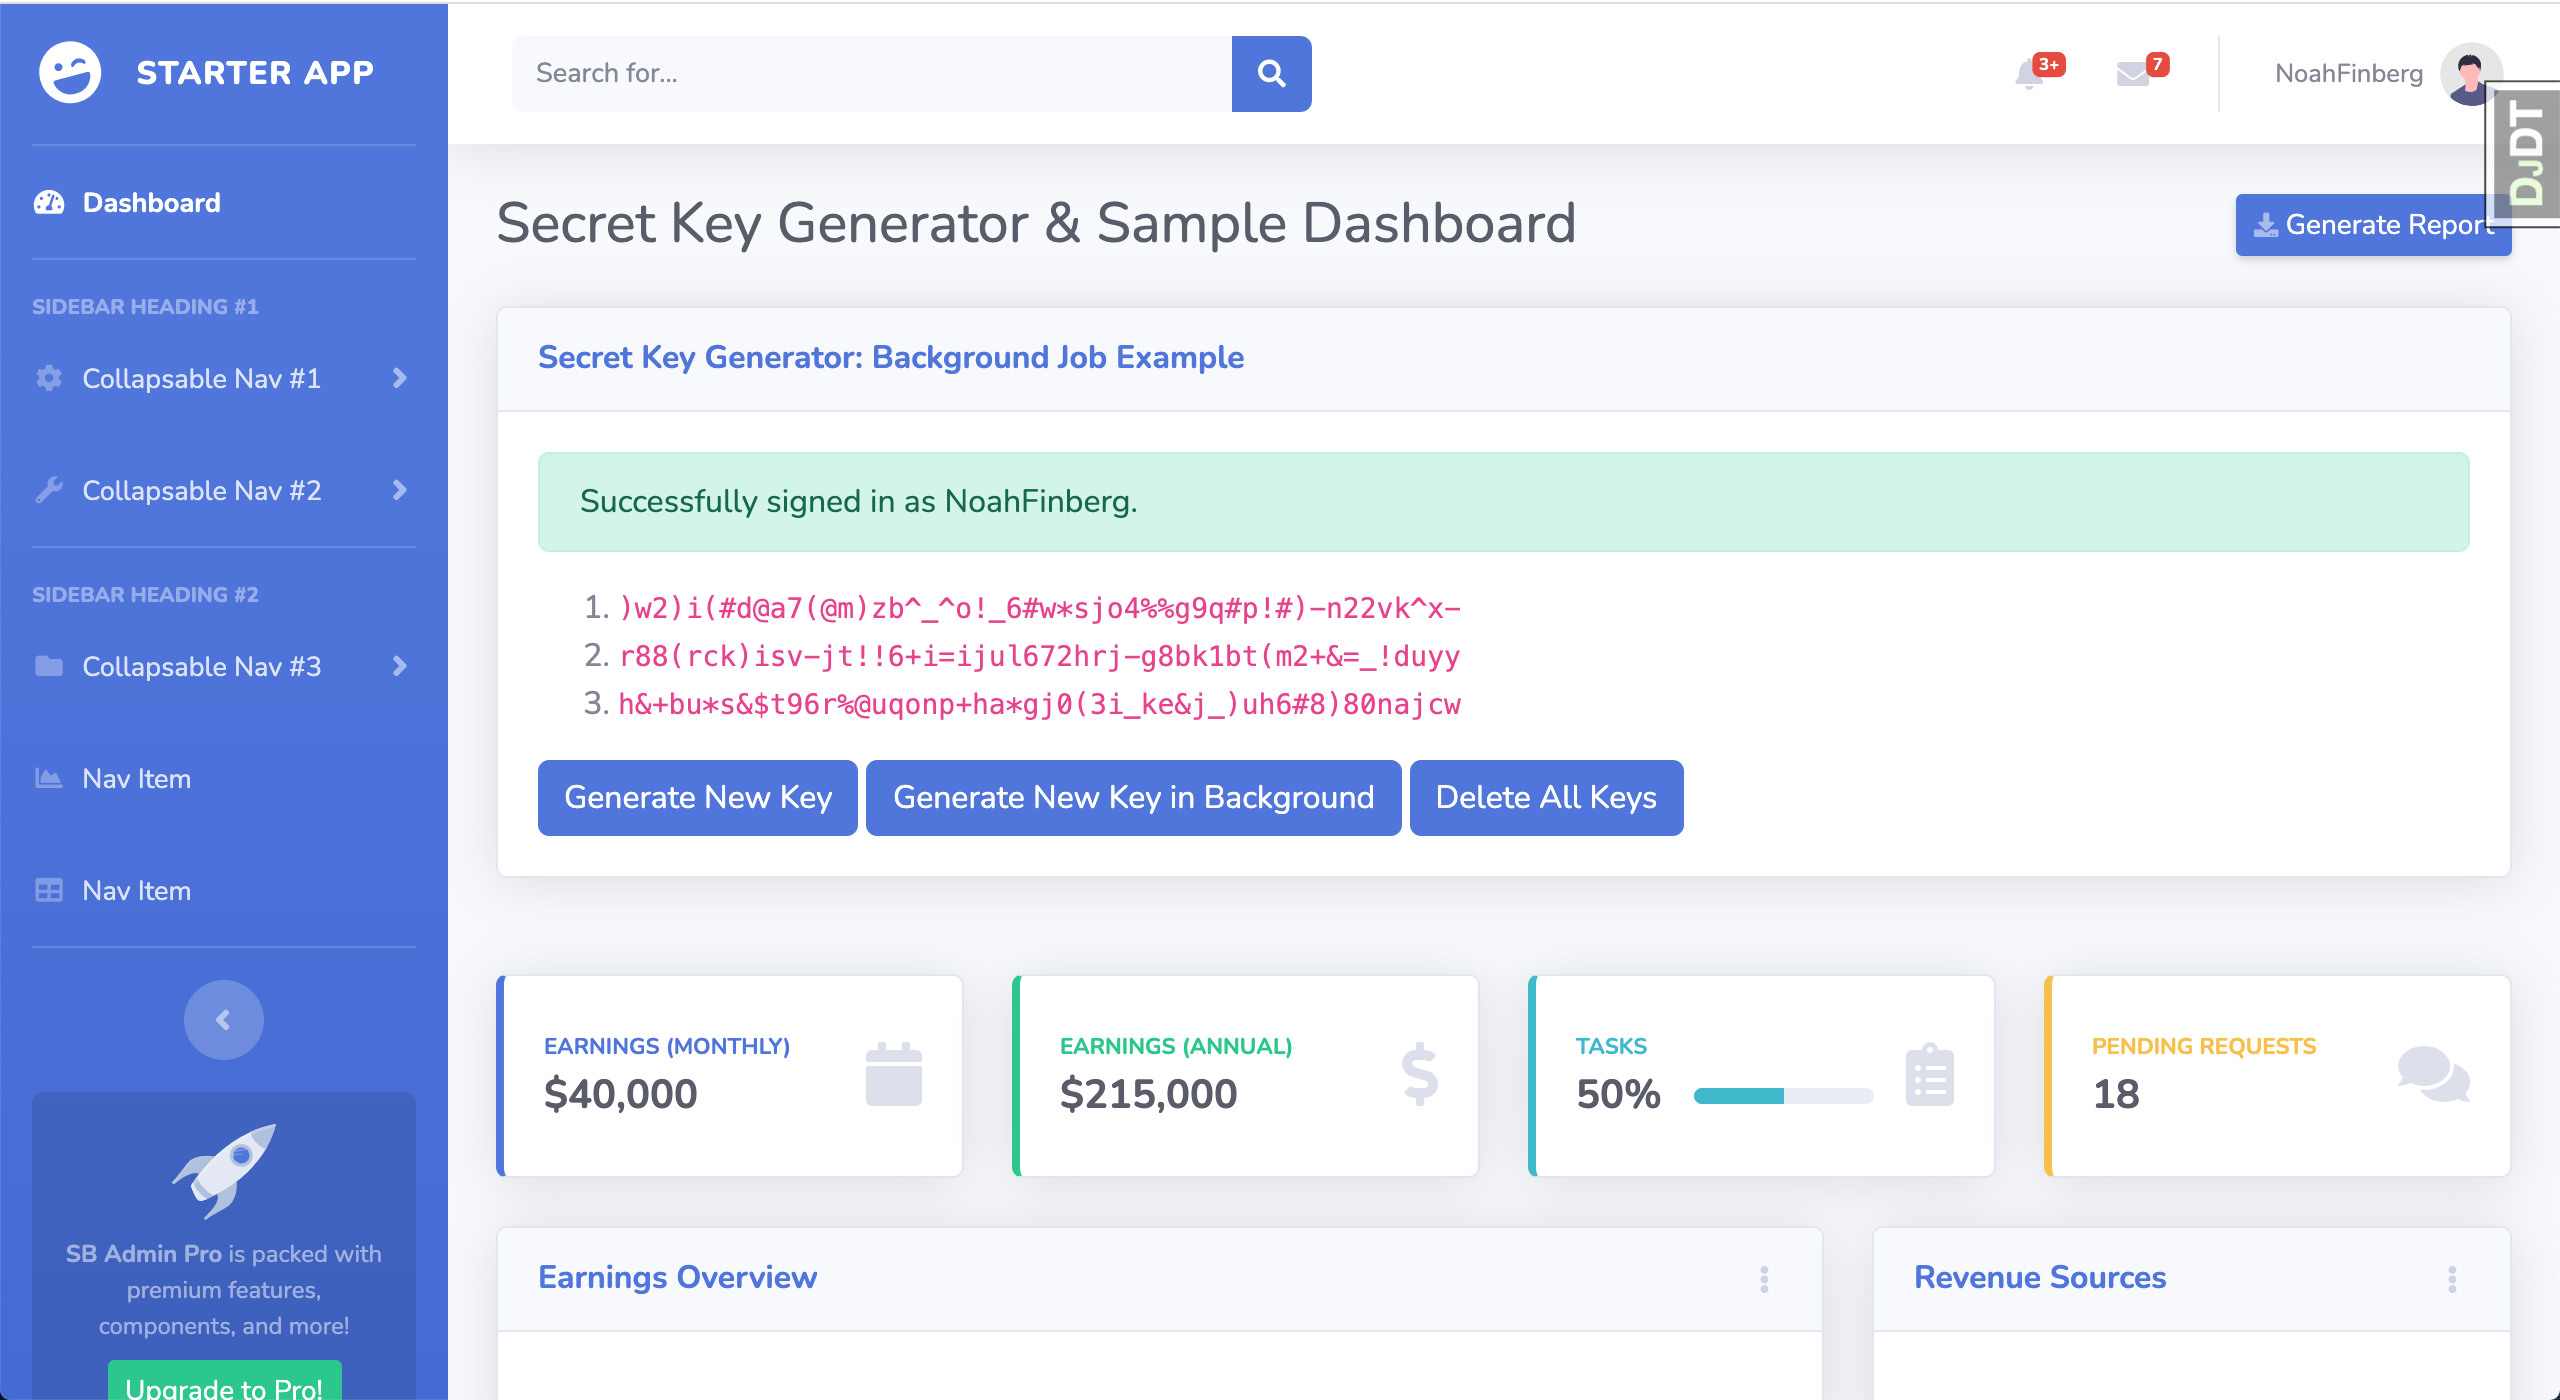 STARTER APP
Search for...
3+
7
NoahFinberg
DJDT
Dashboard
Secret Key Generator & Sample Dashboard
Generate Report
SIDEBAR HEADING #1
Collapsable Nav #1
Collapsable Nav #2
SIDEBAR HEADING #2
Collapsable Nav #3
Nav Item
Nav Item
SB Admin Pro is packed with
premium features,
components, and more!
Upgrade to Pro!
Secret Key Generator: Background Job Example
Successfully signed in as NoahFinberg.
1. )w2)i(#d@a7(@m)zb^_^o!_6#w*sjo4%%g9q#p!#)-n22vk^x-
2. r88(rck)isv-jt!!6+i=ijul672hrj-g8bk1bt(m2+&=_!duyy
3. h&+bu*s&$t96r%@uqonp+ha*gj0(3i_ke&j_)uh6#8)80najcw
Generate New Key
Generate New Key in Background
Delete All Keys
EARNINGS (MONTHLY)
$40,000
EARNINGS (ANNUAL)
$215,000
TASKS
50%
PENDING REQUESTS
18
Earnings Overview
Revenue Sources